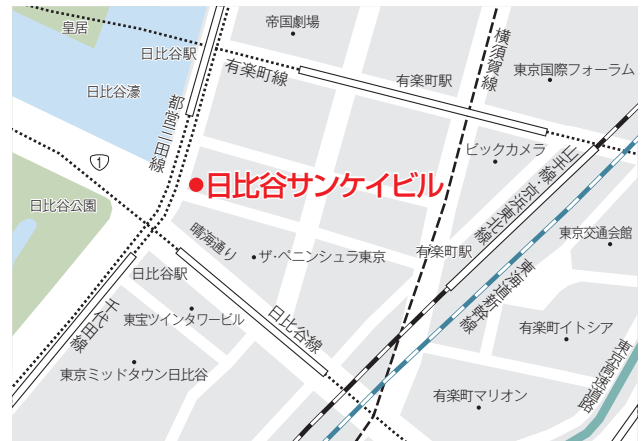 皇居
帝国劇場
日比谷駅
横須賀線
有楽町線
有楽町駅
東京国際フォーラム
日比谷濠
都営三田線
ビックカメラ
山手線・京浜東北線
1
日比谷サンケイビル
日比谷公園
晴海通り
東京交通会館
ザ・ペニンシュラ東京
有楽町駅
日比谷駅
東海道新幹線
千代田線
東宝ツインタワービル
日比谷線
有楽町イトシア
東京高速道路
東京ミッドタウン日比谷
有楽町マリオン